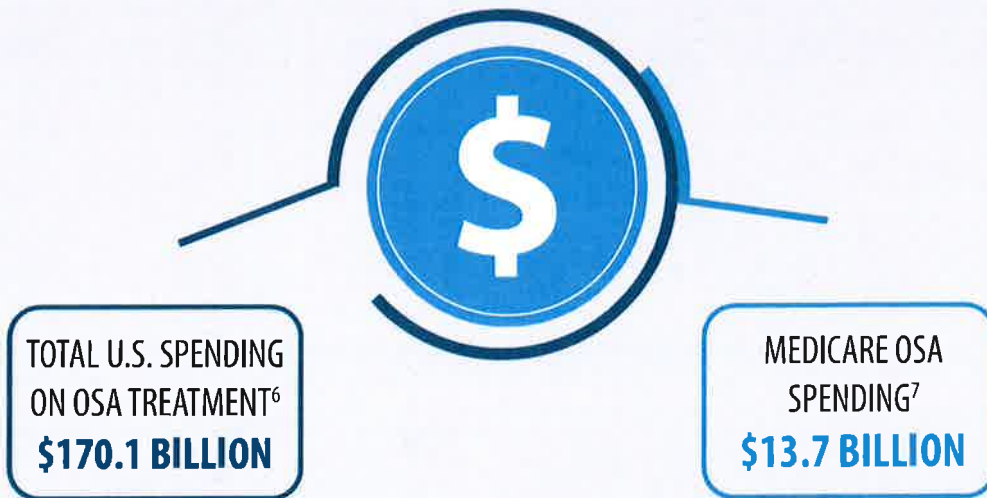 $
TOTAL U.S. SPENDING
ON OSA TREATMENT⁶
$170.1 BILLION
MEDICARE OSA
SPENDING⁷
$13.7 BILLION